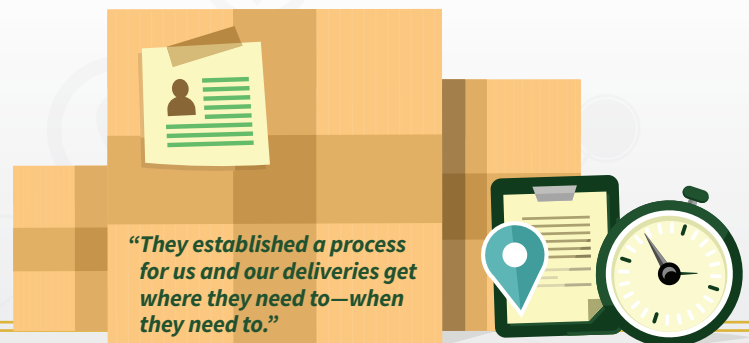 “They established a process
for us and our deliveries get
where they need to—when
they need to.”